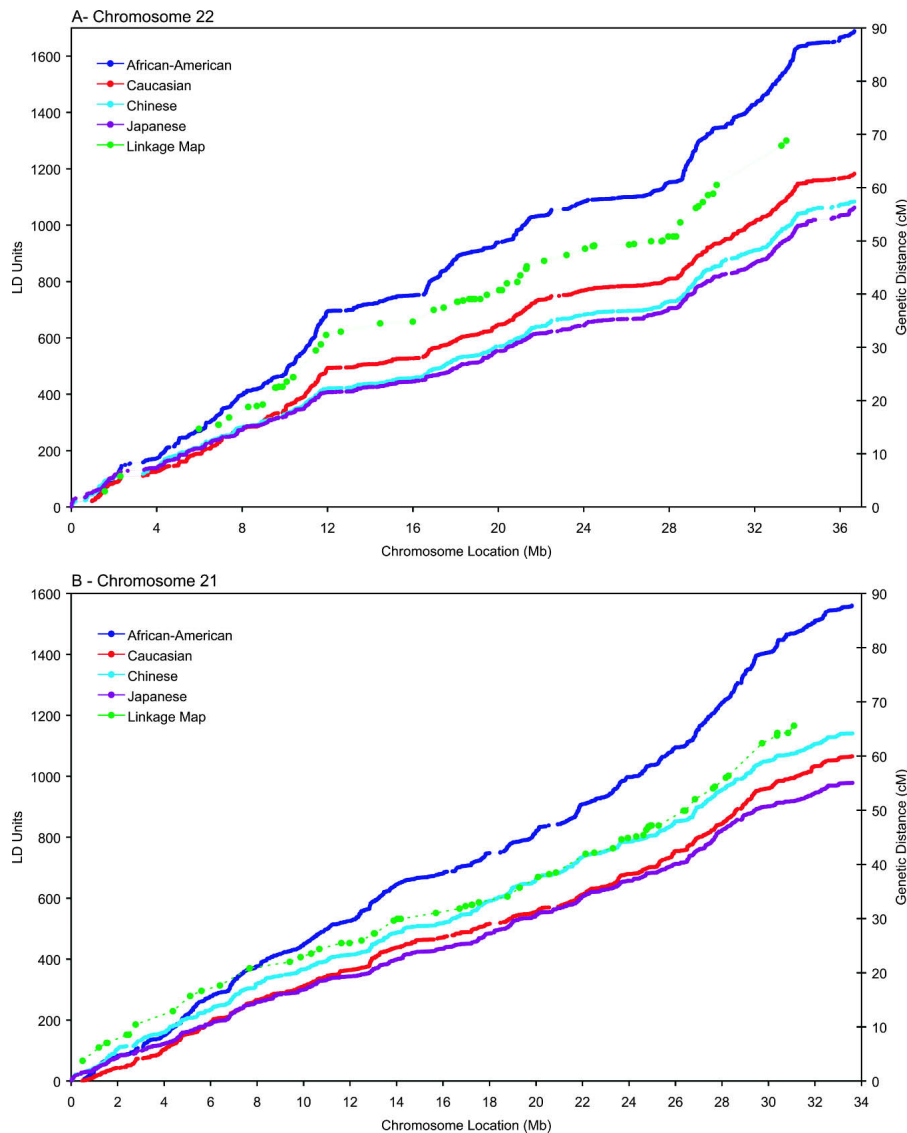 A- Chromosome 22
1600
1400
1200
1000
800
600
400
200
0
LD Units
African-American
Caucasian
Chinese
Japanese
Linkage Map
90
80
70
60
50
40
30
20
10
0
Genetic Distance (cM)
0 4 8 12 16 20 24 28 32 36
Chromosome Location (Mb)
B - Chromosome 21
1600
1400
1200
1000
800
600
400
200
0
LD Units
African-American
Caucasian
Chinese
Japanese
Linkage Map
90
80
70
60
50
40
30
20
10
0
Genetic Distance (cM)
0 2 4 6 8 10 12 14 16 18 20 22 24 26 28 30 32 34
Chromosome Location (Mb)